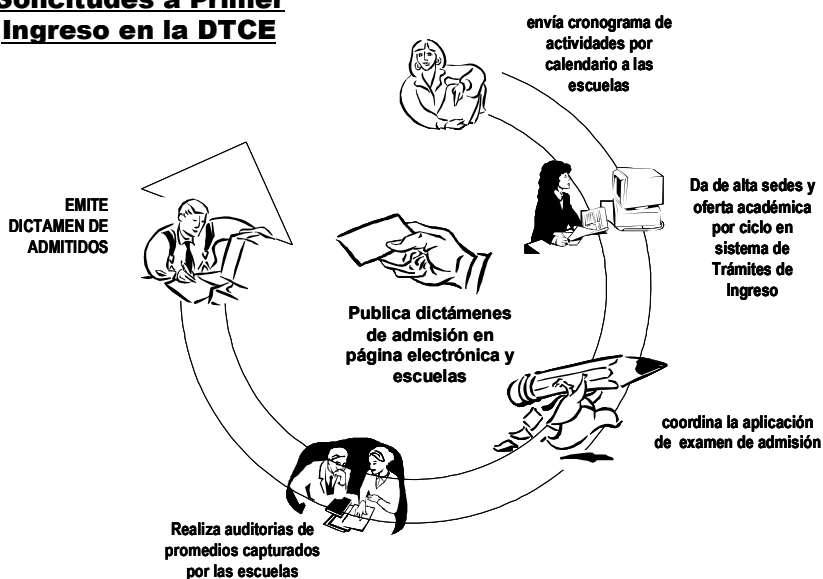 Solicitudes a Primer
Ingreso en la DTCE
envía cronograma de
actividades por
calendario a las
escuelas
Da de alta sedes y
oferta académica
por ciclo en
sistema de
Trámites de
Ingreso
coordina la aplicación
de examen de admisión
Realiza auditorias de
promedios capturados
por las escuelas
EMITE
DICTAMEN DE
ADMITIDOS
Publica dictámenes
de admisión en
página electrónica y
escuelas